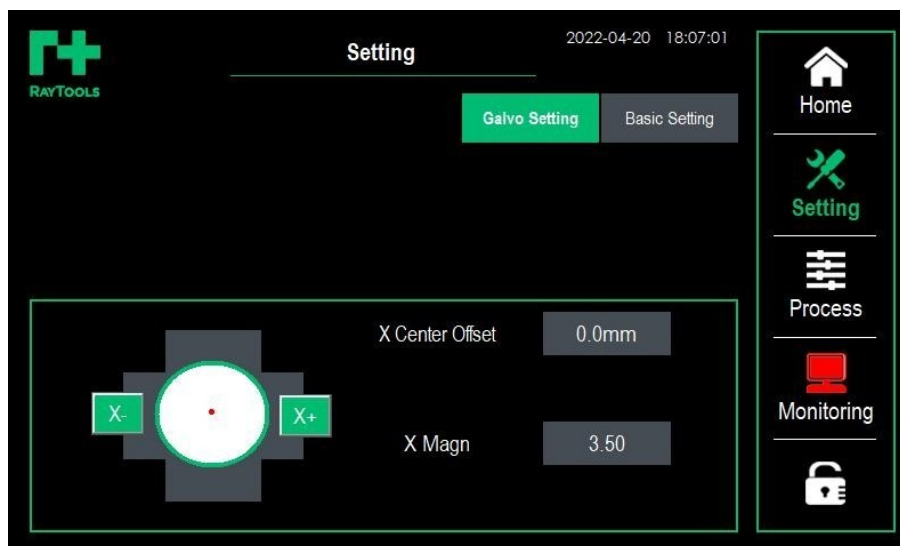 RAYTOOLS
Setting
2022-04-20 18:07:01
Galvo Setting
Basic Setting
X Center Offset
0.0mm
X-
X+
X Magn
3.50
Home
Setting
Process
Monitoring